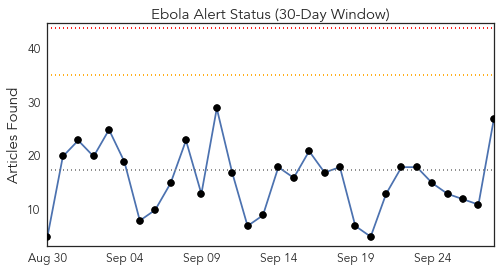 Ebola Alert Status (30-Day Window)
Articles Found
40
30
20
10
Aug 30 Sep 04 Sep 09 Sep 14 Sep 19 Sep 24